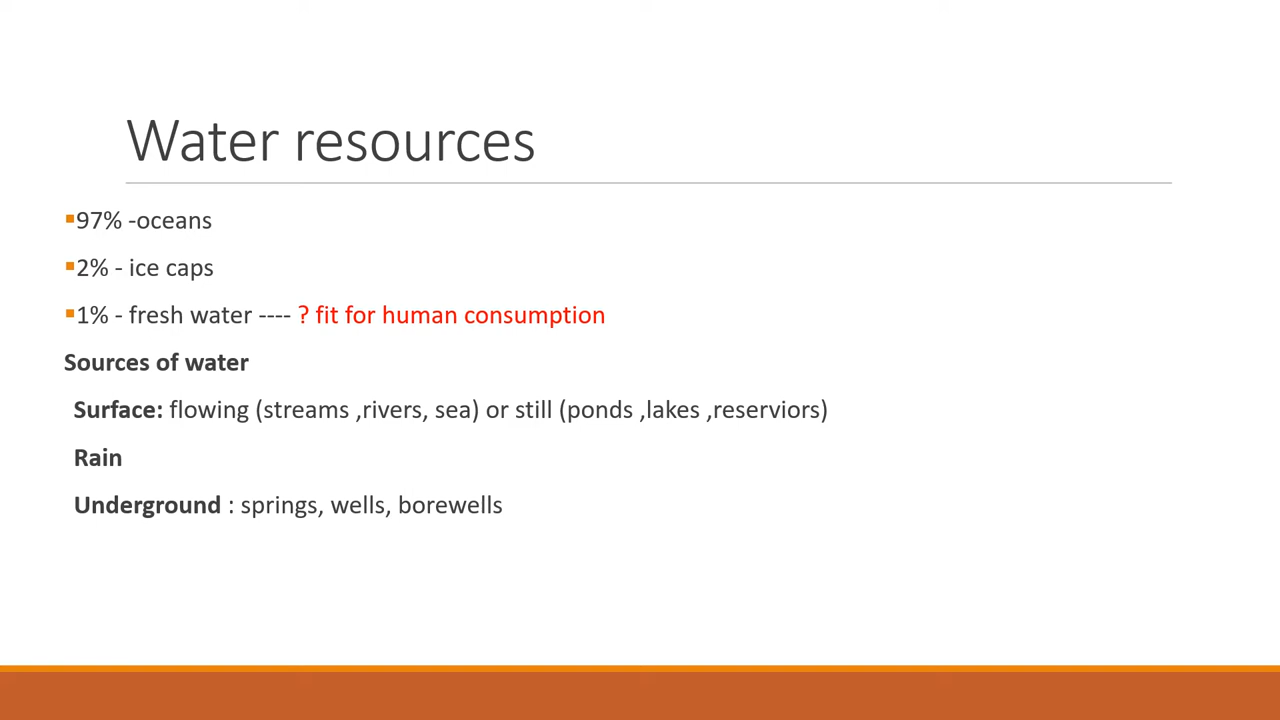 Water resources
▪97% -oceans
▪2% - ice caps
▪1% - fresh water ---- ? fit for human consumption
Sources of water
Surface: flowing (streams ,rivers, sea) or still (ponds ,lakes ,reserviors)
Rain
Underground : springs, wells, borewells